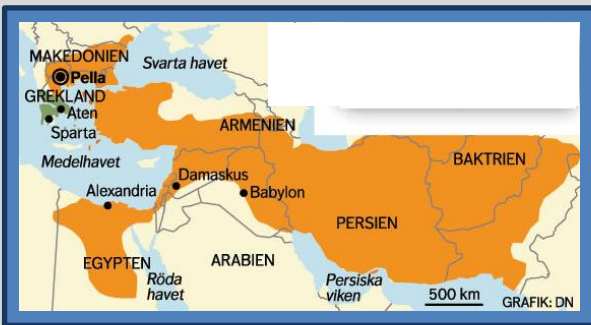 MAKEDONIEN
Svarta havet
Pella
GREKLAND
Aten
ARMENIEN
Sparta
BAKTRIEN
Medelhavet
Damaskus
Alexandria
Babylon
PERSIEN
EGYPTEN
ARABIEN
Röda
havet
Persiska
viken
500 km
GRAFIK: DN